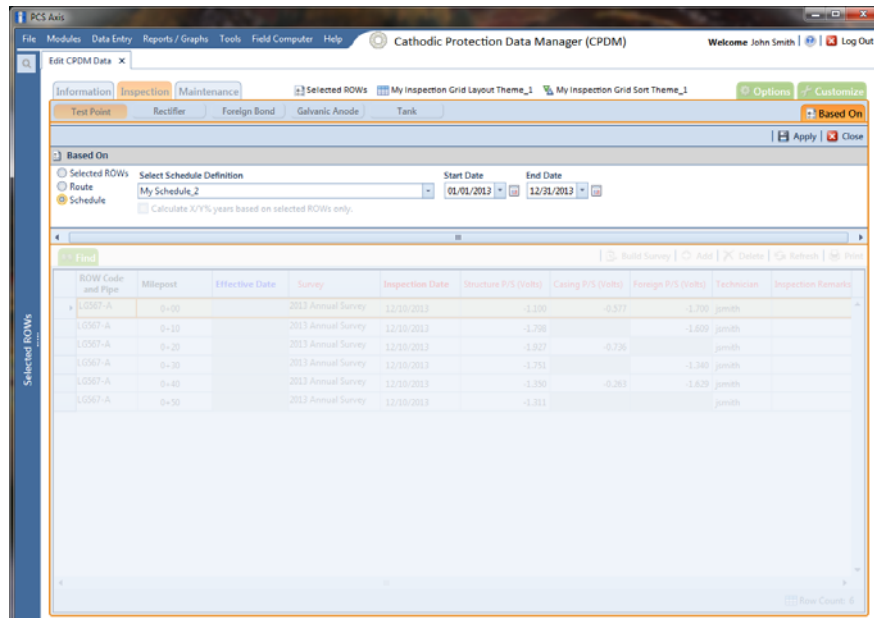 PCS Axis
File Modules Data Entry Reports / Graphs Tools Field Computer Help Cathodic Protection Data Manager (CPDM) Welcome John Smith | | Log Out
Edit CPDM Data ×
Information Inspection Maintenance Selected ROWs My Inspection Grid Layout Theme_1 My Inspection Grid Sort Theme_1 Options Customize
Test Point Rectifier Foreign Bond Galvanic Anode Tank Based On
Apply | Close
Based On
Selected ROWs Select Schedule Definition Start Date End Date
Route
My Schedule_2 01/01/2013 12/31/2013
Schedule
Calculate X/Y% years based on selected ROWs only.
Find | Build Survey | Add | Delete | Refresh | Print
ROW Code and Pipe Milepost Effective Date Survey Inspection Date Structure P/S (Volts) Casing P/S (Volts) Foreign P/S (Volts) Technician Inspection Remarks
LG567-A 0+00 2013 Annual Survey 12/10/2013 -1.100 -0.577 -1.700 jsmith
LG567-A 0+10 2013 Annual Survey 12/10/2013 -1.798 -1.009 jsmith
LG567-A 0+20 2013 Annual Survey 12/10/2013 -1.027 -0.736 jsmith
LG567-A 0+30 2013 Annual Survey 12/10/2013 -1.751 -1.340 jsmith
LG567-A 0+40 2013 Annual Survey 12/10/2013 -1.350 -0.263 -1.629 jsmith
LG567-A 0+50 2013 Annual Survey 12/10/2013 -1.311 jsmith
Row Count: 6
Selected ROWs